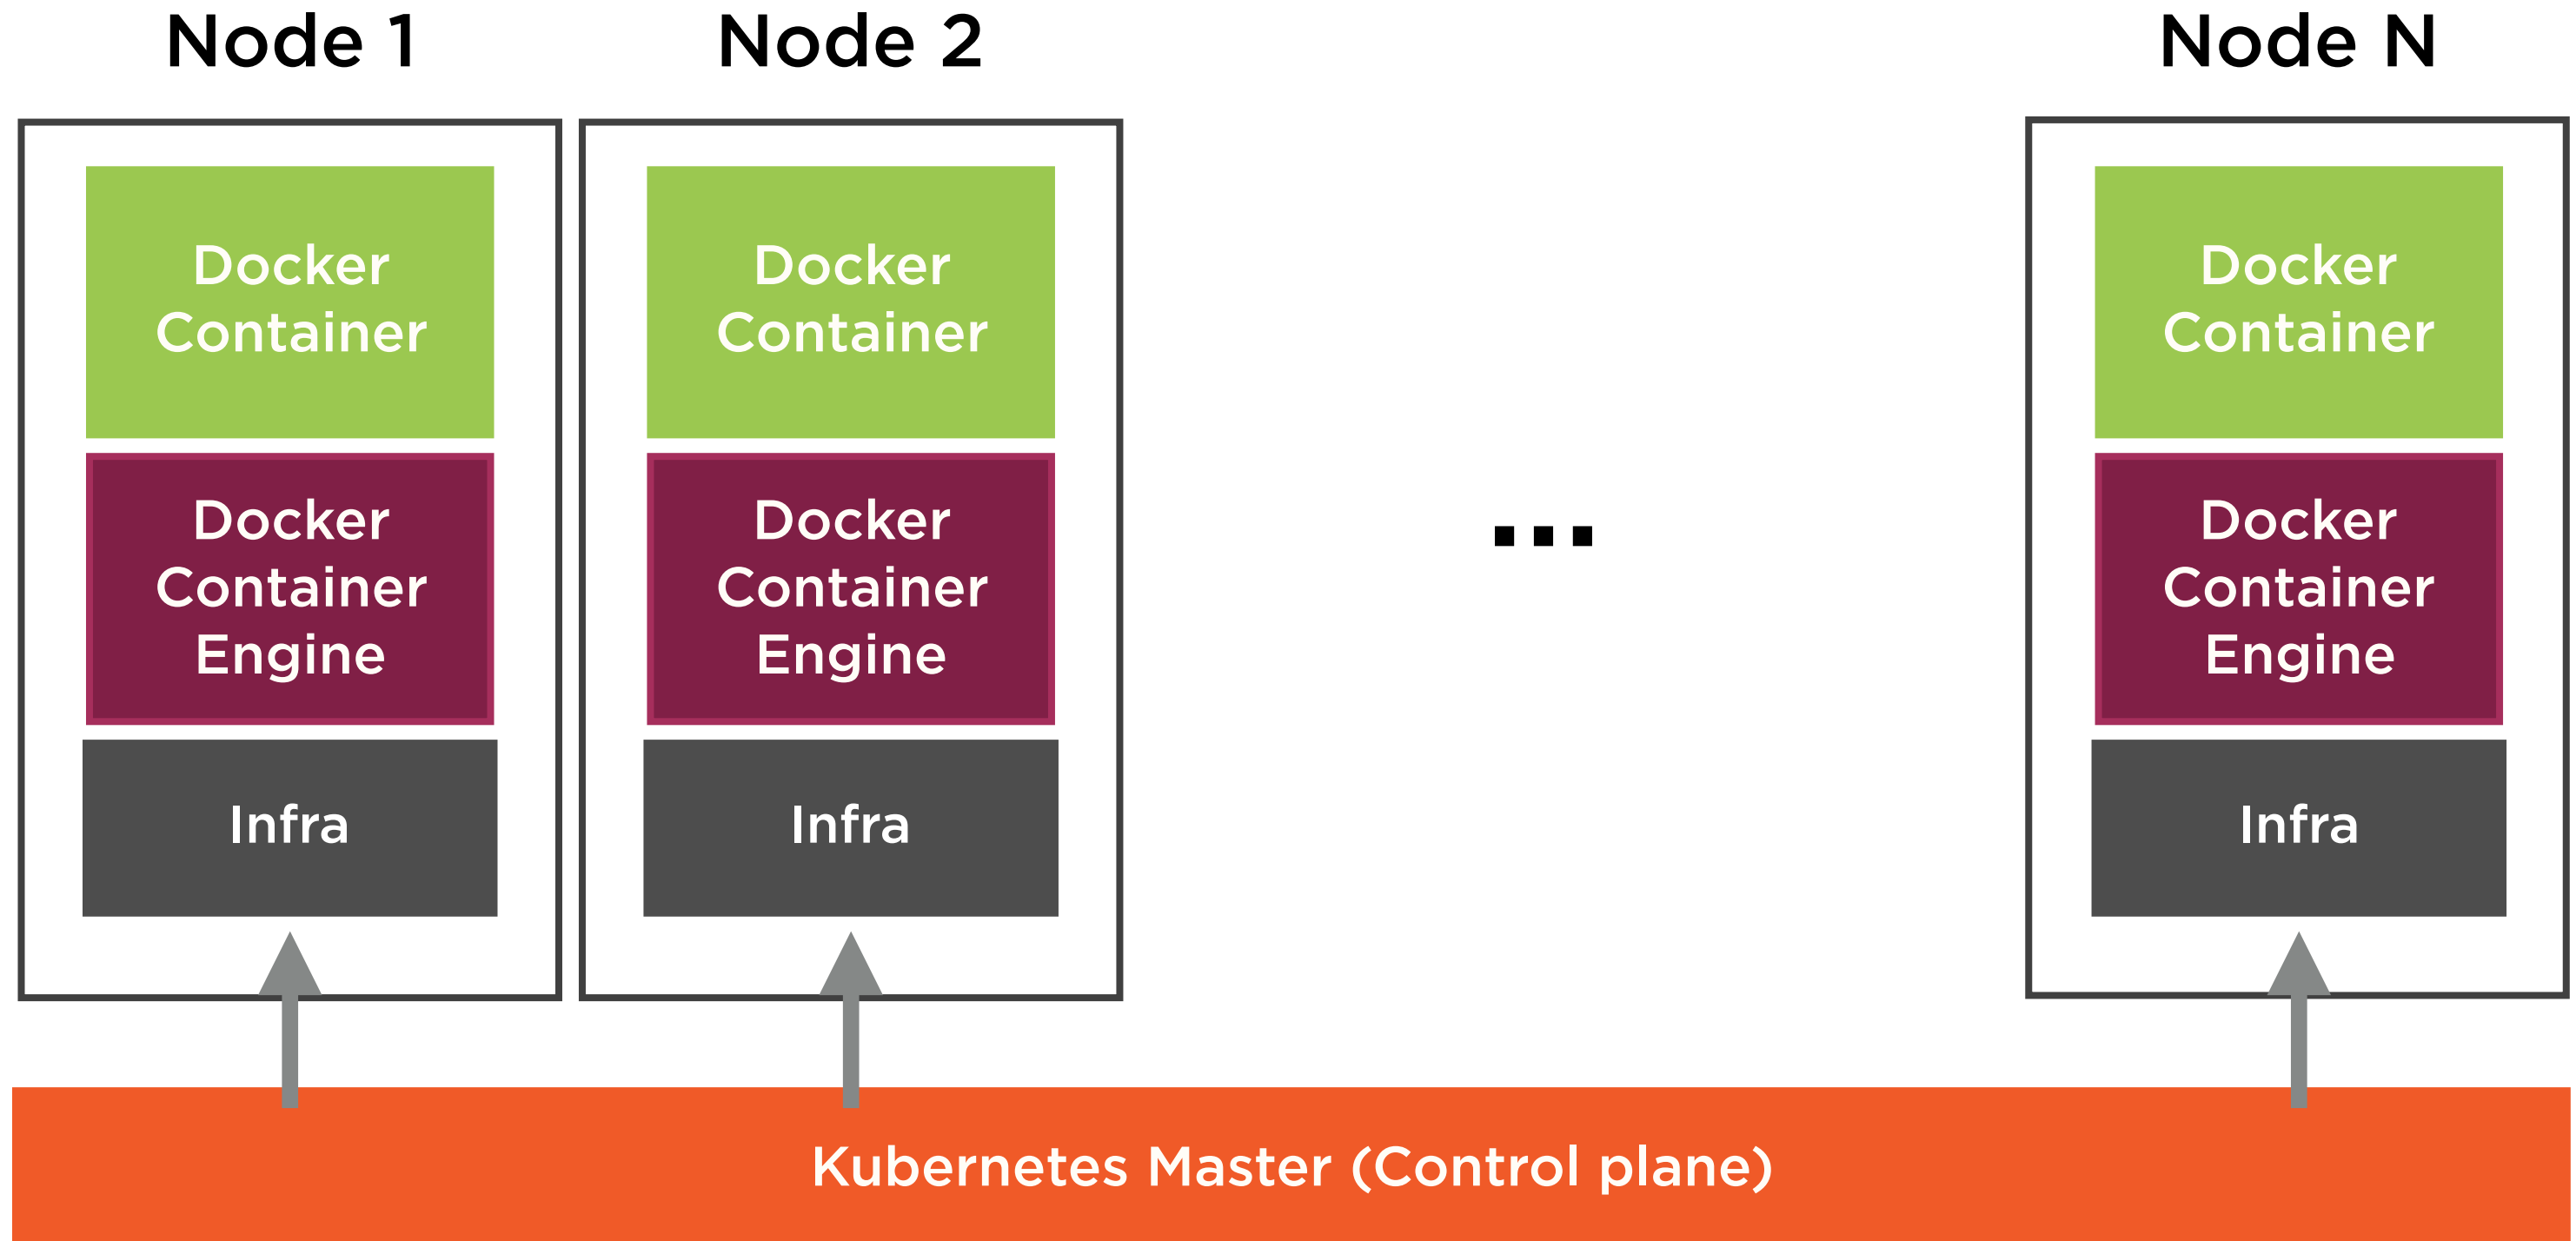 Node 1
Docker
Container
Docker
Container
Engine
Infra
Node 2
Docker
Container
Docker
Container
Engine
Infra
...
Node N
Docker
Container
Docker
Container
Engine
Infra
Kubernetes Master (Control plane)